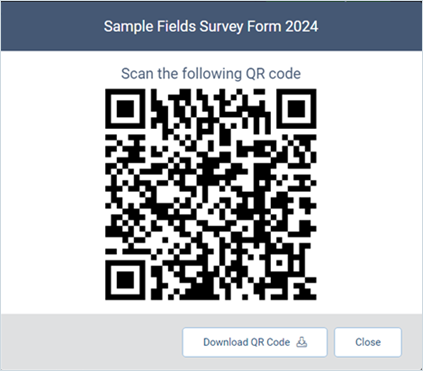 Sample Fields Survey Form 2024
Scan the following QR code
Download QR Code
Close